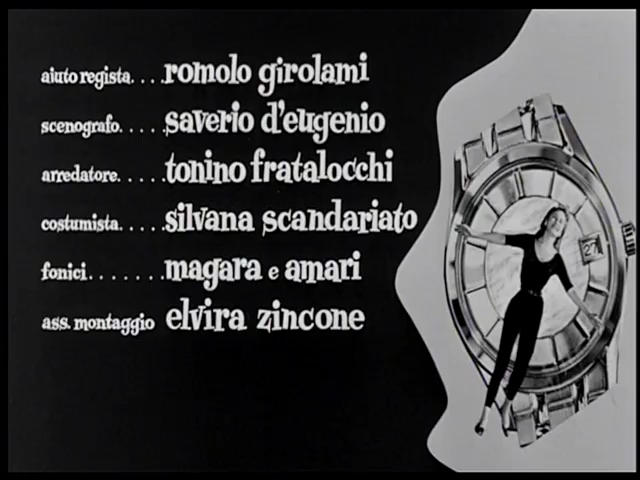 aiuto regista. . . .romolo girolami
scenografo. . . . .saverio d'eugenio
arredatore. . . . .tonino fratalocchi
costumista. . . . .silvana scandariato
fonici. . . . . . .magara e amari
ass. montaggio elvira zincone
27